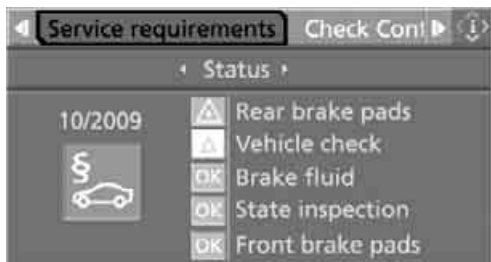 Service requirements Check Cont
Status
10/2009
§
Rear brake pads
Vehicle check
OK Brake fluid
OK State inspection
OK Front brake pads